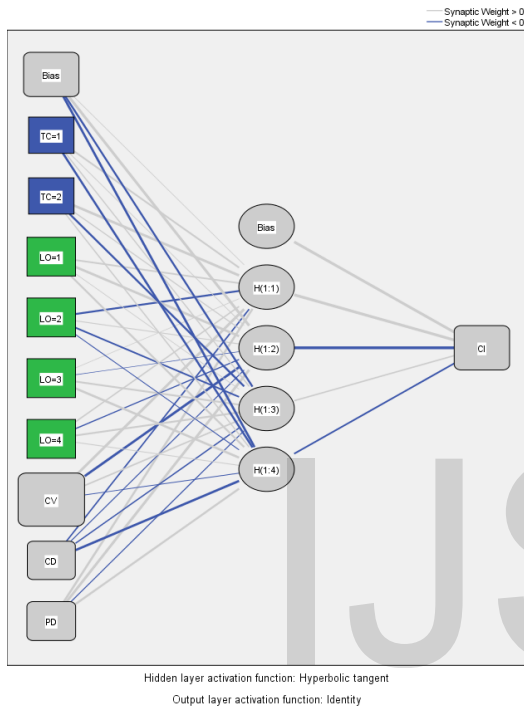 Synaptic Weight > 0
Synaptic Weight < 0
Bias
TC=1
TC=2
LO=1
LO=2
LO=3
LO=4
CV
CD
PD
Bias
H(1:1)
H(1:2)
H(1:3)
H(1:4)
CI
IJS
Hidden layer activation function: Hyperbolic tangent
Output layer activation function: Identity